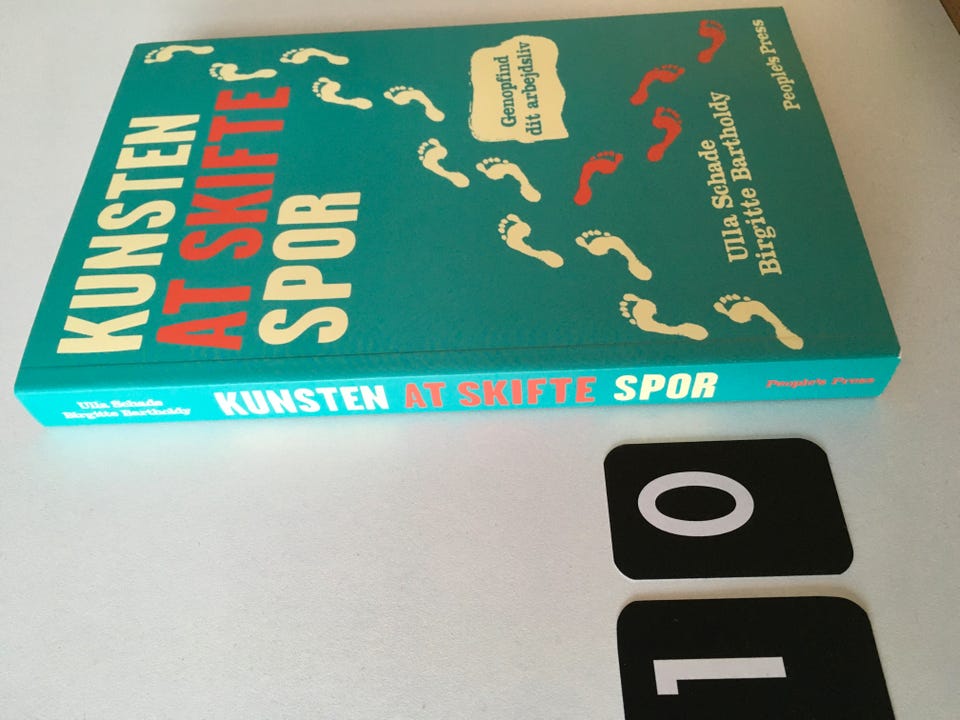 KUNSTEN
AT SKIFTE
SPOR
Genopfind
dit arbejdsliv
Ulla Schade
Birgitte Bartholdy
People's Press
Ulla Schade
Birgitte Bartholdy
KUNSTEN AT SKIFTE SPOR
People's Press
1
0